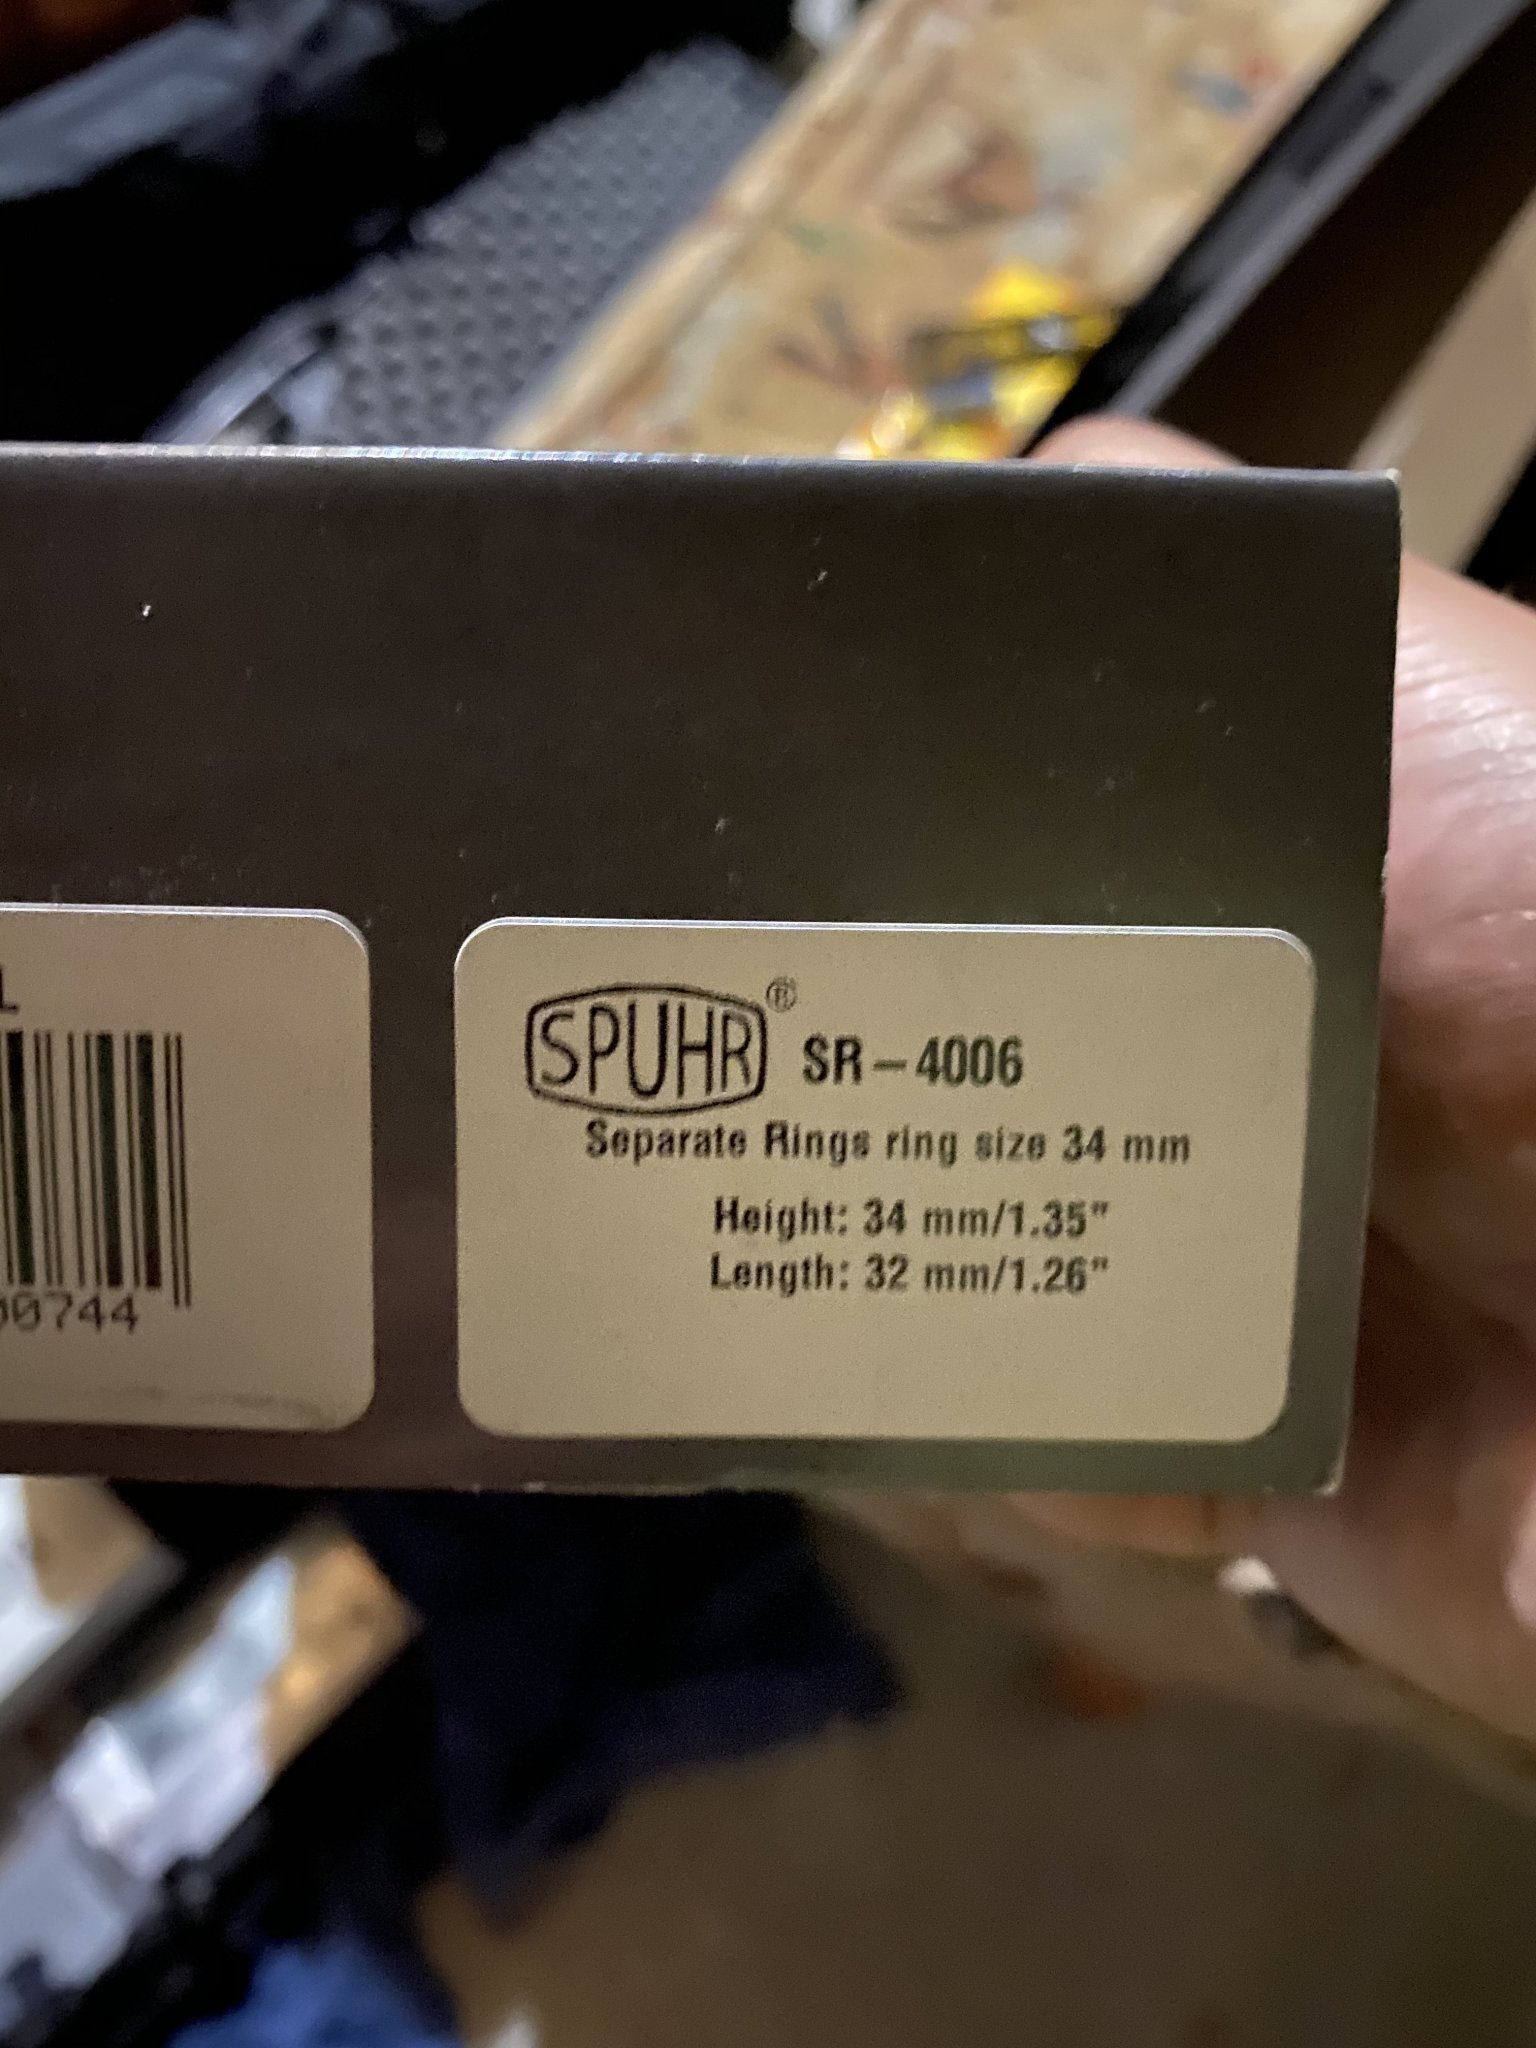 L
00744
SPUHR® SR-4006
Separate Rings ring size 34 mm
Height: 34 mm/1.35"
Length: 32 mm/1.26"